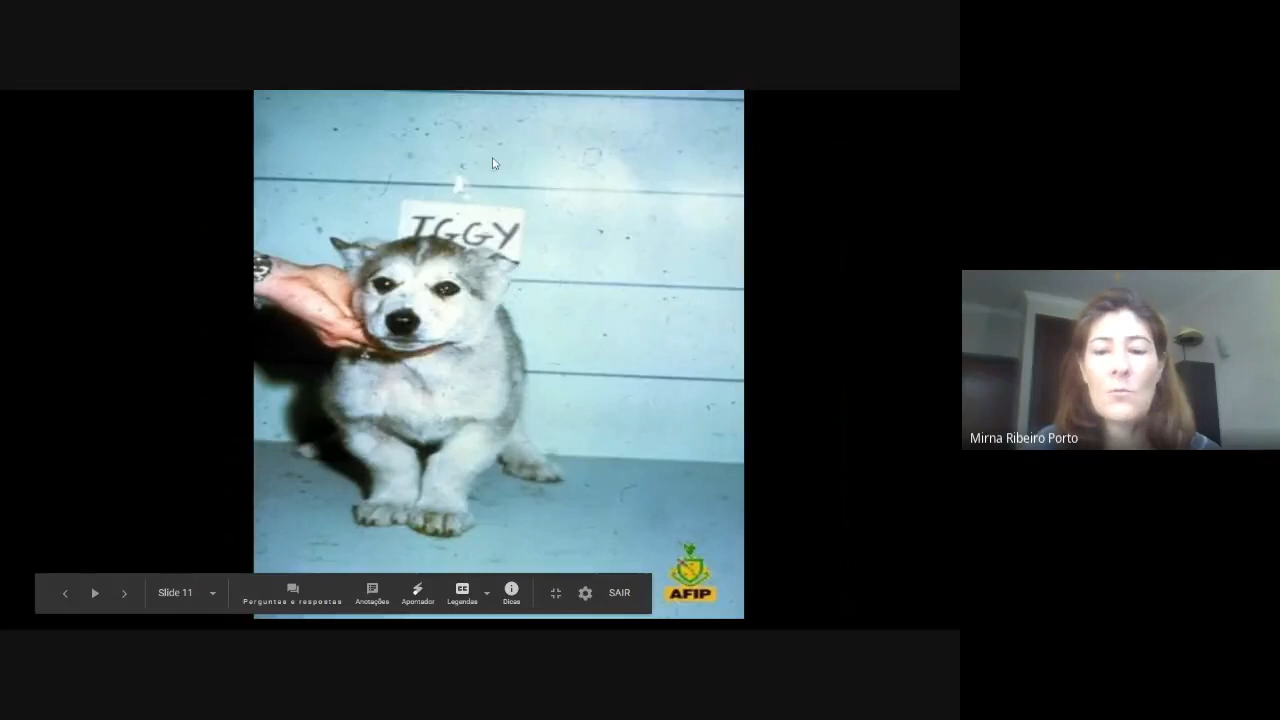 IGGY
AFIP
Slide 11
Perguntas e respostas
Anotações
Apontador
Legendas
Dicas
SAIR
Mirna Ribeiro Porto